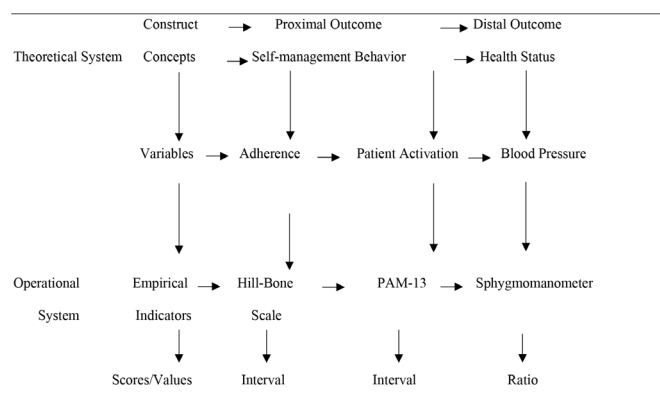 Construct Proximal Outcome Distal Outcome
Theoretical System Concepts Self-management Behavior Health Status
Variables Adherence Patient Activation Blood Pressure
Operational Empirical Hill-Bone PAM-13 Sphygmomanometer
System Indicators Scale
Scores/Values Interval Interval Ratio